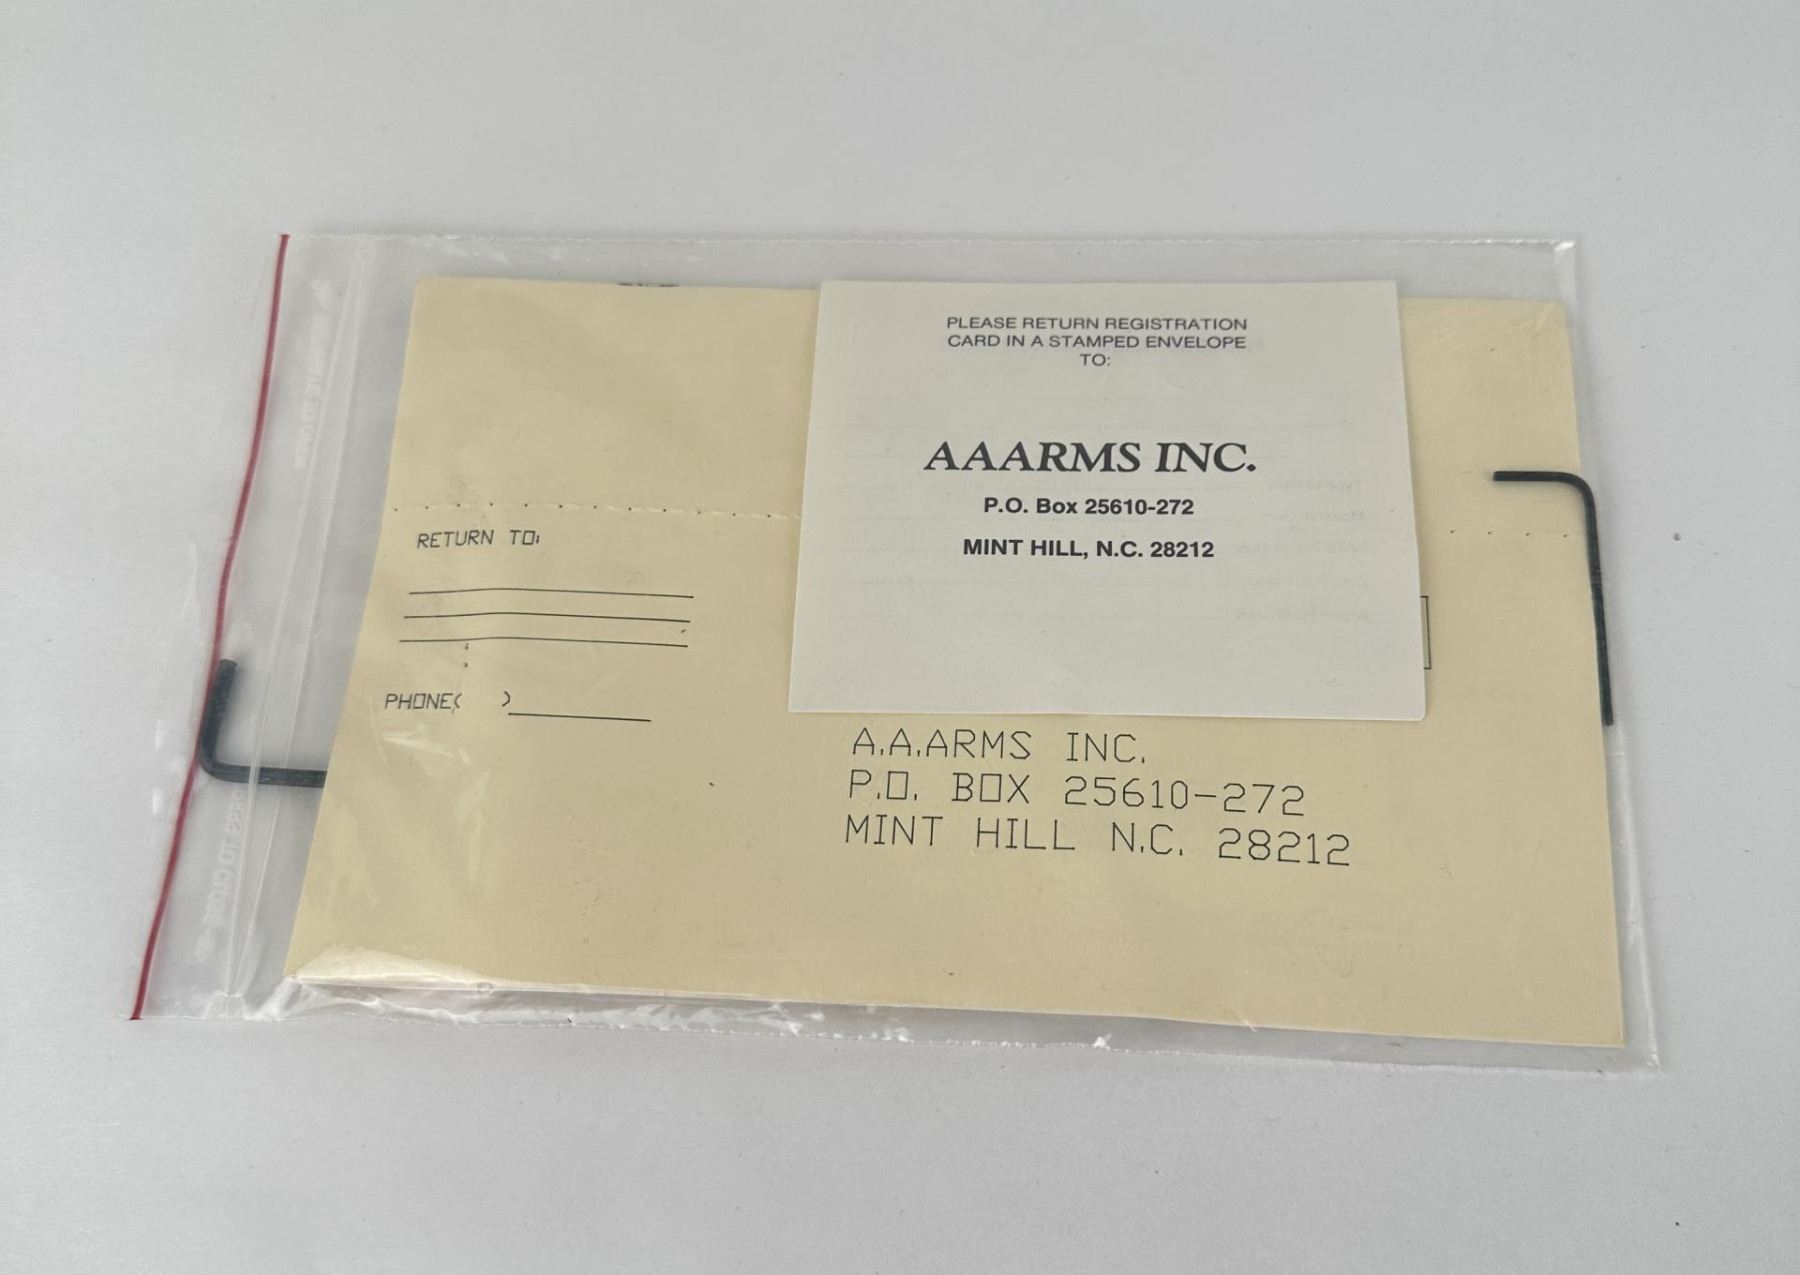 PLEASE RETURN REGISTRATION
CARD IN A STAMPED ENVELOPE
TO:
AAARMS INC.
P.O. Box 25610-272
MINT HILL, N.C. 28212
RETURN TO:
PHONE( )
A.A.ARMS INC.
P.O. BOX 25610-272
MINT HILL N.C. 28212